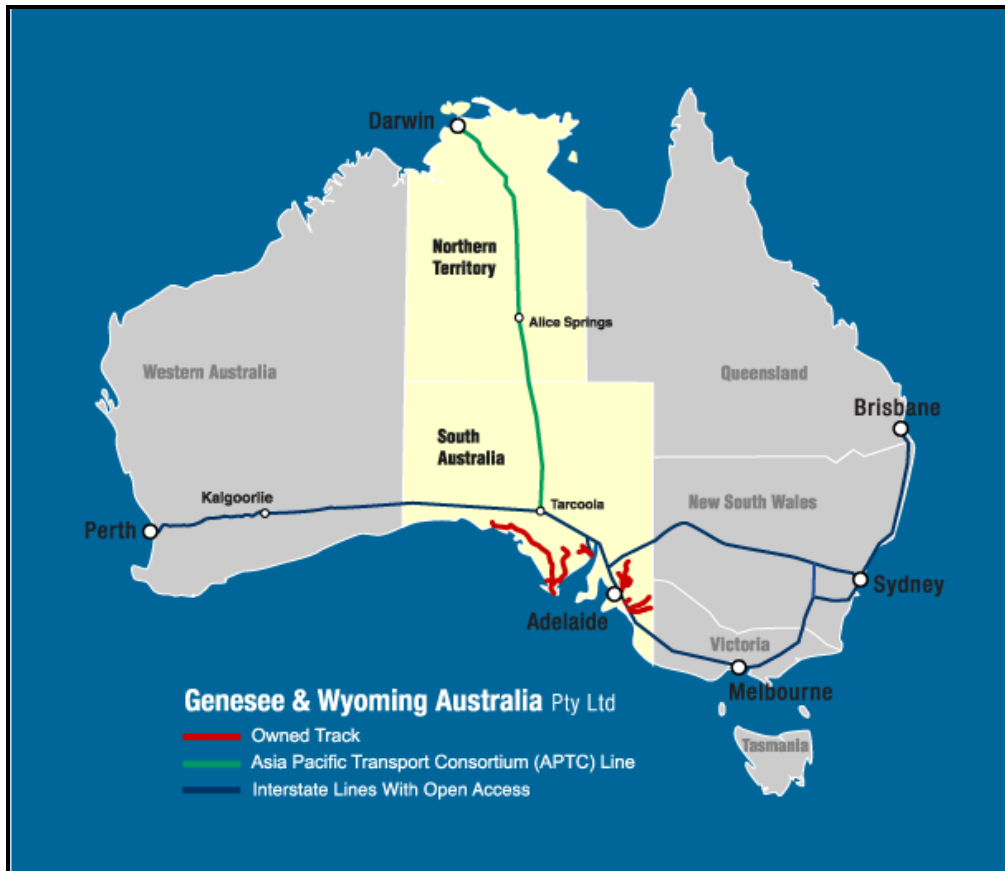 Darwin
Northern
Territory
Alice Springs
Western Australia
Queensland
Brisbane
South
Australia
Kalgoorlie
Tarcoola
New South Wales
Perth
Sydney
Adelaide
Victoria
Melbourne
Genesee & Wyoming Australia Pty Ltd
Owned Track
Tasmania
Asia Pacific Transport Consortium (APTC) Line
Interstate Lines With Open Access